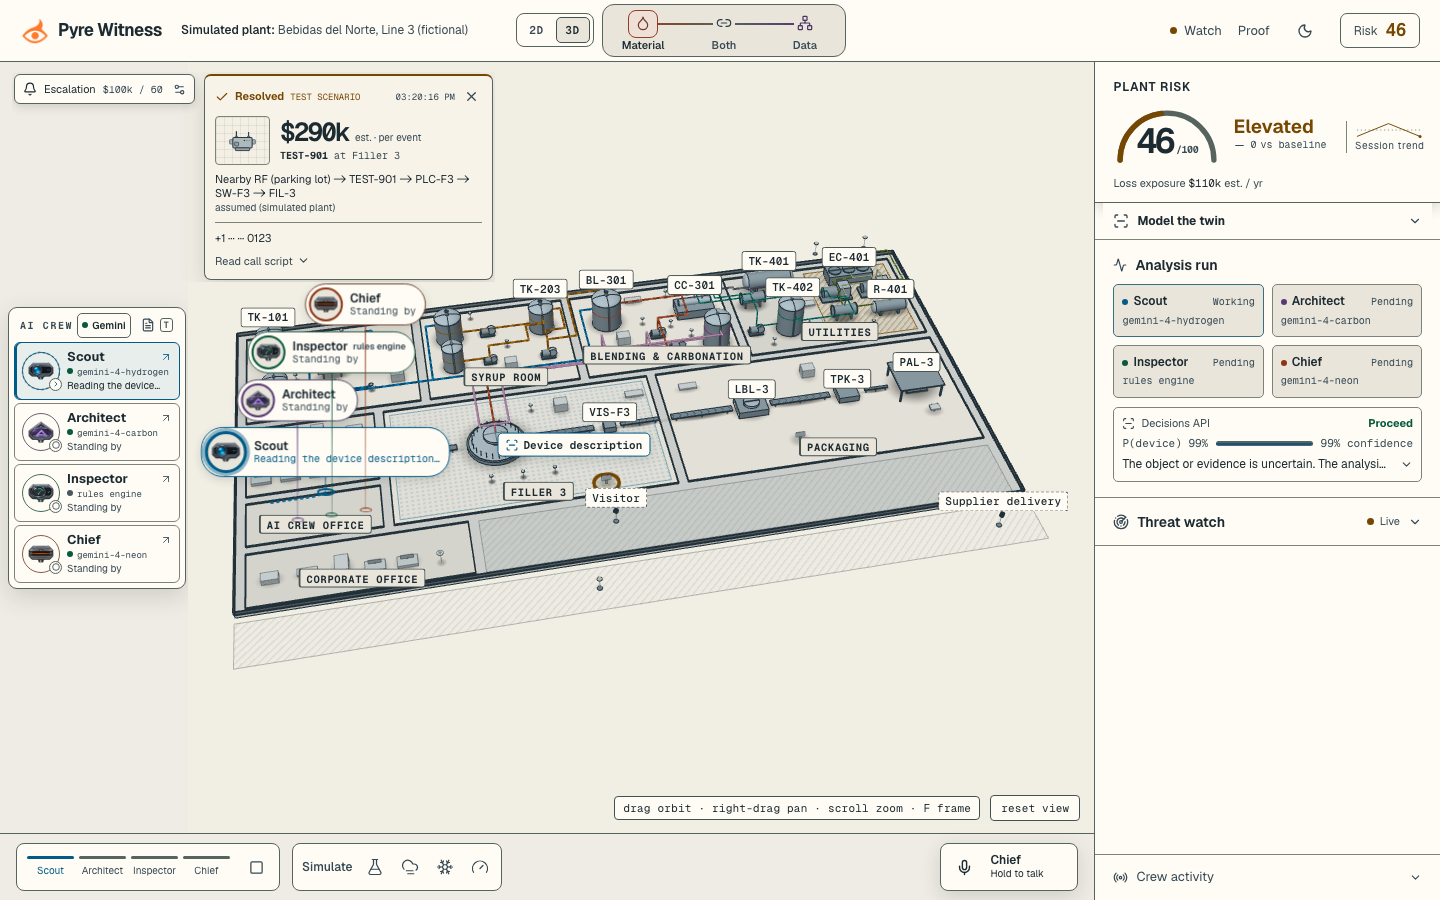 Pyre Witness
Simulated plant: Bebidas del Norte, Line 3 (fictional)
2D 3D
Material Both Data
Watch Proof
Risk 46
Escalation $100k / 60
Resolved TEST SCENARIO 03:20:16 PM
$290k est. · per event
TEST-901 at Filler 3
Nearby RF (parking lot) → TEST-901 → PLC-F3 →
SW-F3 → FIL-3
assumed (simulated plant)
+1 ··· ··· 0123
Read call script
AI CREW Gemini T
Scout
gemini-4-hydrogen
Reading the device…
Architect
gemini-4-carbon
Standing by
Inspector
rules engine
Standing by
Chief
gemini-4-neon
Standing by
TK-101
Chief
Standing by
Inspector rules engine
Standing by
Architect
Standing by
Scout
Reading the device description…
TK-203
BL-301
CC-301
TK-401
EC-401
TK-402
R-401
UTILITIES
BLENDING & CARBONATION
SYRUP ROOM
PAL-3
TPK-3
LBL-3
VIS-F3
Device description
PACKAGING
FILLER 3
Visitor
Supplier delivery
AI CREW OFFICE
CORPORATE OFFICE
drag orbit · right-drag pan · scroll zoom · F frame
reset view
Scout Architect Inspector Chief
Simulate
Chief
Hold to talk
PLANT RISK
46 /100
Elevated
— 0 vs baseline
Session trend
Loss exposure $110k est. / yr
Model the twin
Analysis run
Scout Working
gemini-4-hydrogen
Architect Pending
gemini-4-carbon
Inspector Pending
rules engine
Chief Pending
gemini-4-neon
Decisions API Proceed
P(device) 99% 99% confidence
The object or evidence is uncertain. The analysi…
Threat watch Live
Crew activity